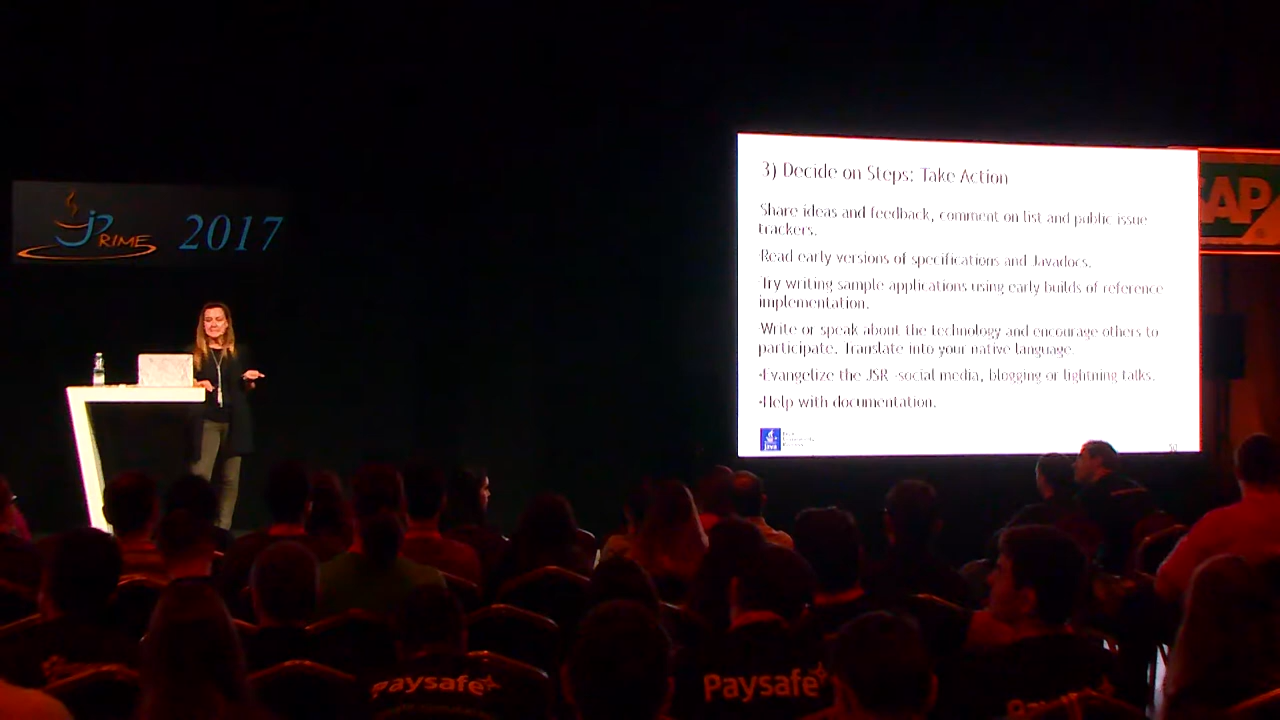 JPRIME 2017
SAP
3) Decide on Steps: Take Action
Share ideas and feedback, comment on list and public issue
trackers.
Read early versions of specifications and Javadocs.
Try writing sample applications using early builds of reference
implementation.
Write or speak about the technology and encourage others to
participate. Translate into your native language.
•Evangelize the JSR -social media, blogging or lightning talks.
•Help with documentation.
Java
Paysafe
Paysafe